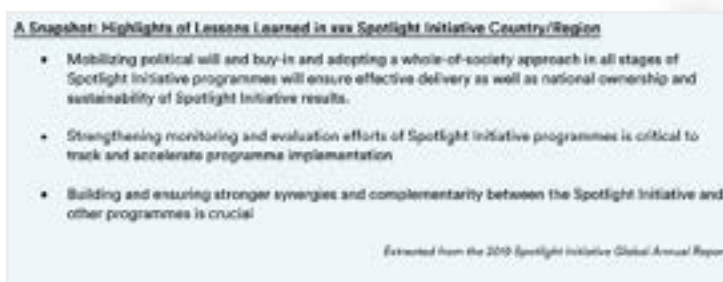 A Snapshot: Highlights of Lessons Learned in xxx Spotlight Initiative Country/Region
• Mobilizing political will and buy-in and adopting a whole-of-society approach in all stages of
Spotlight Initiative programmes will ensure effective delivery as well as national ownership and
sustainability of Spotlight Initiative results.
• Strengthening monitoring and evaluation efforts of Spotlight Initiative programmes is critical to
track and accelerate programme implementation
• Building and ensuring stronger synergies and complementarity between the Spotlight Initiative and
other programmes is crucial
Extracted from the 2019 Spotlight Initiative Global Annual Repor